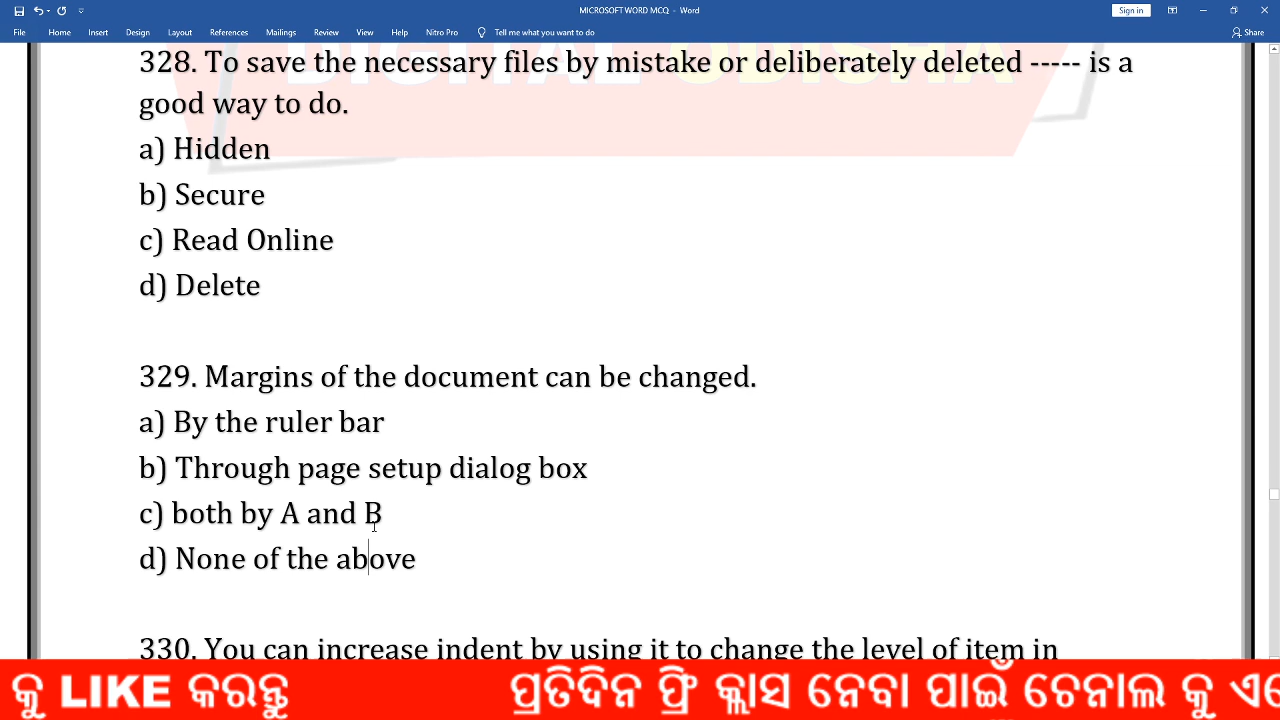 MICROSOFT WORD MCQ - Word
Sign in
File Home Insert Design Layout References Mailings Review View Help Nitro Pro Tell me what you want to do Share
328. To save the necessary files by mistake or deliberately deleted ----- is a
good way to do.
a) Hidden
b) Secure
c) Read Online
d) Delete
329. Margins of the document can be changed.
a) By the ruler bar
b) Through page setup dialog box
c) both by A and B
d) None of the above
330. You can increase indent by using it to change the level of item in
କୁ LIKE କରନ୍ତୁ ପ୍ରତିଦିନ ଫ୍ରି କ୍ଲାସ ନେବା ପାଇଁ ଚେନାଲ କୁ